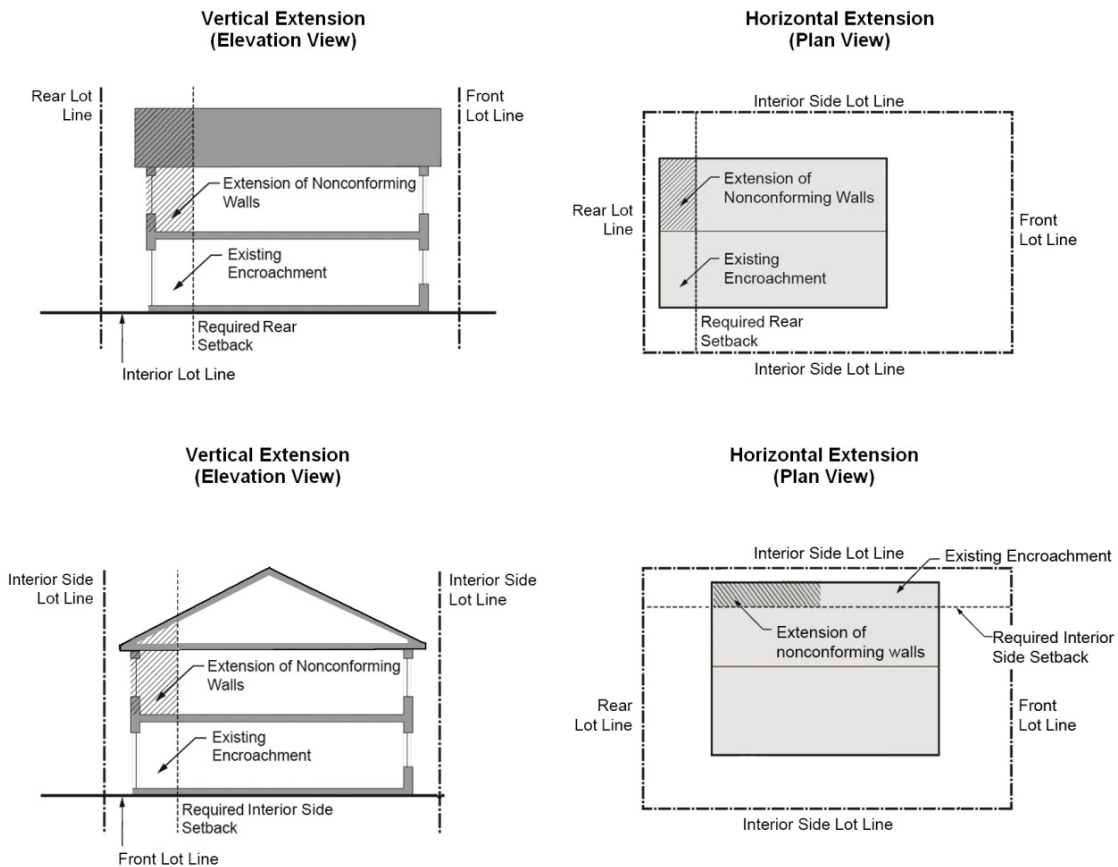 Vertical Extension
(Elevation View)
Rear Lot
Line
Front
Lot Line
Extension of Nonconforming
Walls
Existing
Encroachment
Required Rear
Setback
Interior Lot Line
Horizontal Extension
(Plan View)
Interior Side Lot Line
Extension of
Nonconforming Walls
Rear Lot
Line
Front
Lot Line
Existing
Encroachment
Required Rear
Setback
Interior Side Lot Line
Vertical Extension
(Elevation View)
Interior Side
Lot Line
Interior Side
Lot Line
Extension of Nonconforming
Walls
Existing
Encroachment
Required Interior Side
Setback
Front Lot Line
Horizontal Extension
(Plan View)
Interior Side Lot Line
Existing Encroachment
Extension of
nonconforming walls
Required Interior
Side Setback
Rear
Lot Line
Front
Lot Line
Interior Side Lot Line